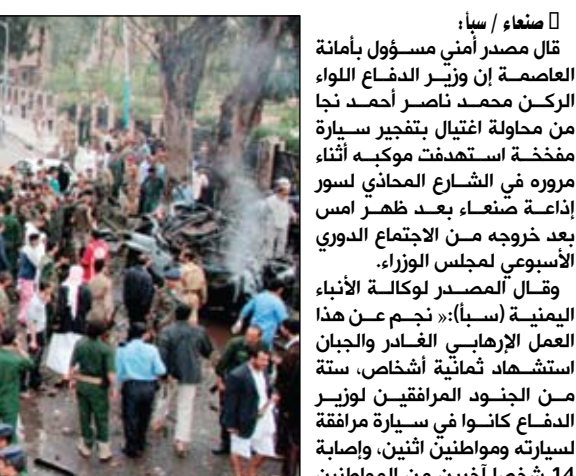 صنعاء / سبأ:
قال مصدر أمني مسؤول بأمانة
العاصمة إن وزير الدفاع اللواء
الركن محمد ناصر أحمد نجا
من محاولة اغتيال بتفجير سيارة
مفخخة استهدفت موكبه أثناء
مروره في الشارع المحاذي لسور
إذاعة صنعاء بعد ظهر امس
بعد خروجه من الاجتماع الدوري
الأسبوعي لمجلس الوزراء.
وقال المصدر لوكالة الأنباء
اليمنية (سبأ):« نجم عن هذا
العمل الإرهابي الغادر والجبان
استشهاد ثمانية أشخاص، ستة
من الجنود المرافقين لوزير
الدفاع كانوا في سيارة مرافقة
لسيارته ومواطنين اثنين، وإصابة
14 شخصا آخرين من المواطنين